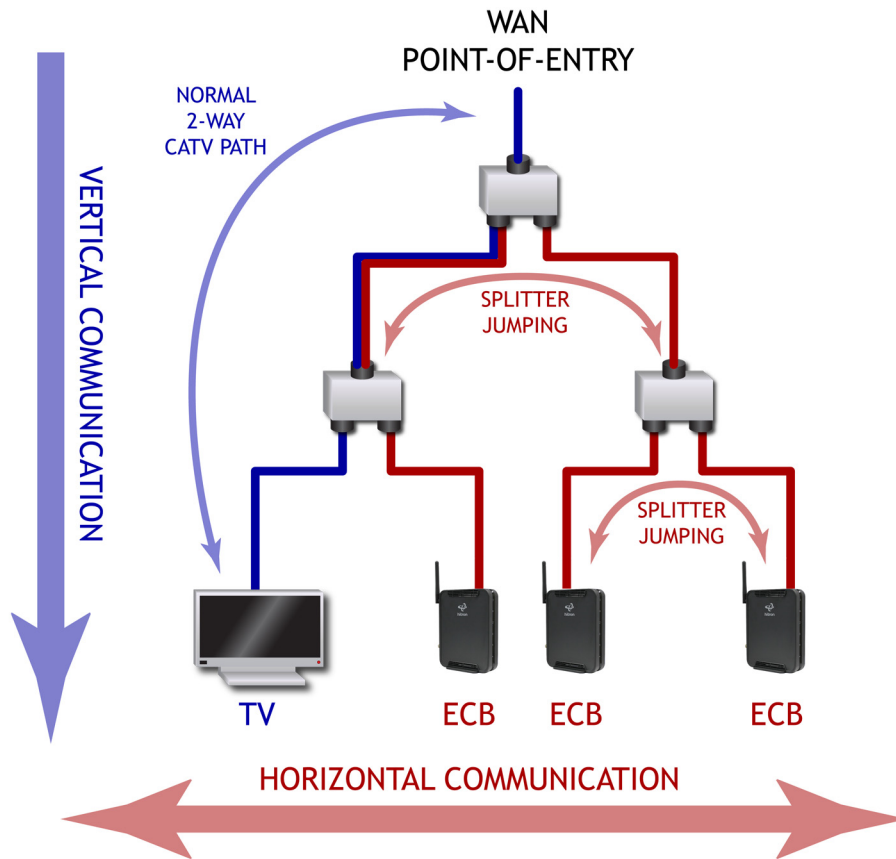 WAN
POINT-OF-ENTRY
NORMAL
2-WAY
CATV PATH
VERTICAL COMMUNICATION
SPLITTER
JUMPING
SPLITTER
JUMPING
TV
ECB
ECB
ECB
HORIZONTAL COMMUNICATION